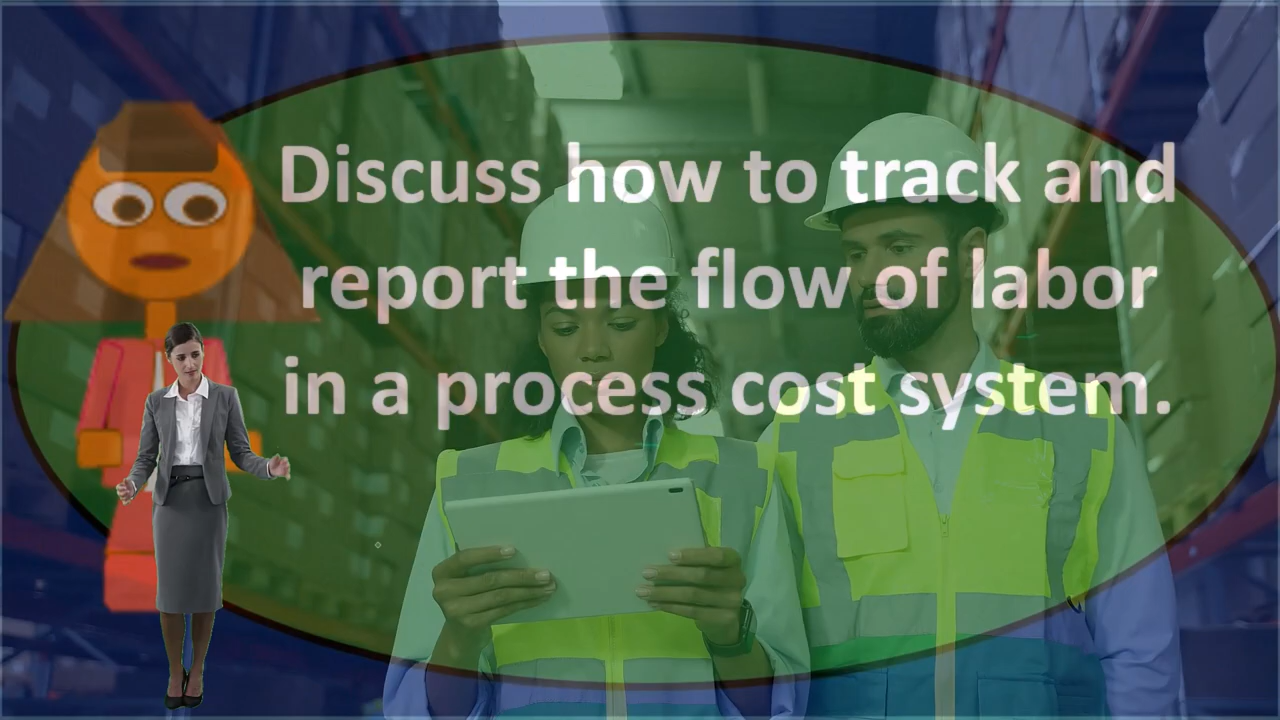 Discuss how to track and
report the flow of labor
in a process cost system.